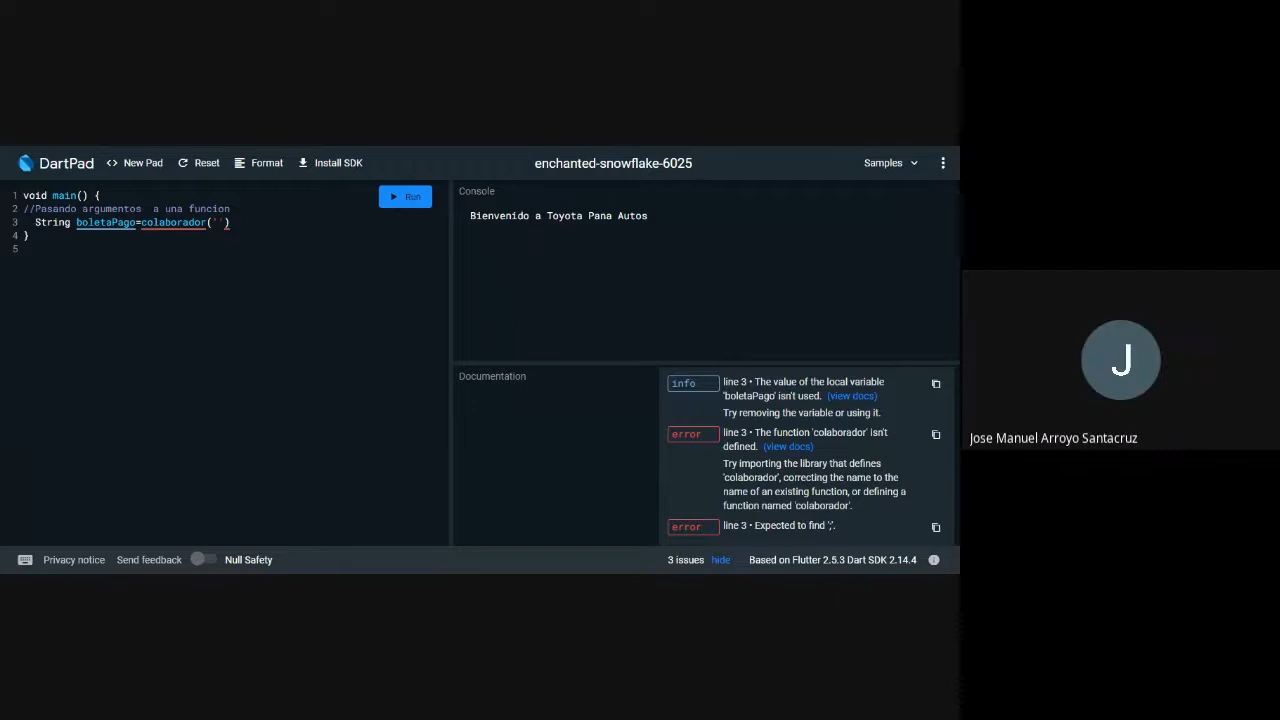 DartPad <> New Pad Reset Format Install SDK enchanted-snowflake-6025 Samples
1 void main() {
2 //Pasando argumentos  a una funcion
3   String boletaPago=colaborador('')
4 }
5
Run
Console
Bienvenido a Toyota Pana Autos
Documentation
info line 3 • The value of the local variable
'boletaPago' isn't used. (view docs)
Try removing the variable or using it.
error line 3 • The function 'colaborador' isn't
defined. (view docs)
Try importing the library that defines
'colaborador', correcting the name to the
name of an existing function, or defining a
function named 'colaborador'.
error line 3 • Expected to find ';'.
Privacy notice Send feedback Null Safety 3 issues hide Based on Flutter 2.5.3 Dart SDK 2.14.4
J
Jose Manuel Arroyo Santacruz